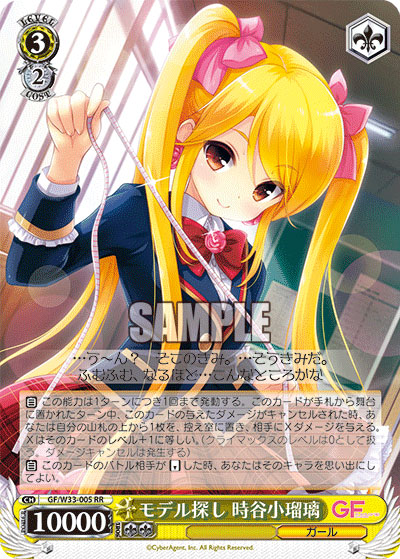 LEVEL
3
2
COST
SAMPLE
…う～ん？　そこのきみ。…そうきみだ。
ふむふむ、なるほど…こんなところかな
自 この能力は1ターンにつき1回まで発動する。このカードが手札から舞台
に置かれたターン中、このカードの与えたダメージがキャンセルされた時、あ
なたは自分の山札の上から1枚を、控え室に置き、相手にXダメージを与える。
Xはそのカードのレベル＋1に等しい。（クライマックスのレベルは0として扱
う。ダメージキャンセルは発生する）
自 このカードのバトル相手が【】した時、あなたはそのキャラを思い出に
してよい。
CH
GF/W33-005 RR
10000
モデル探し 時谷小瑠璃
GF
ガール
©CyberAgent, Inc. All Rights Reserved.